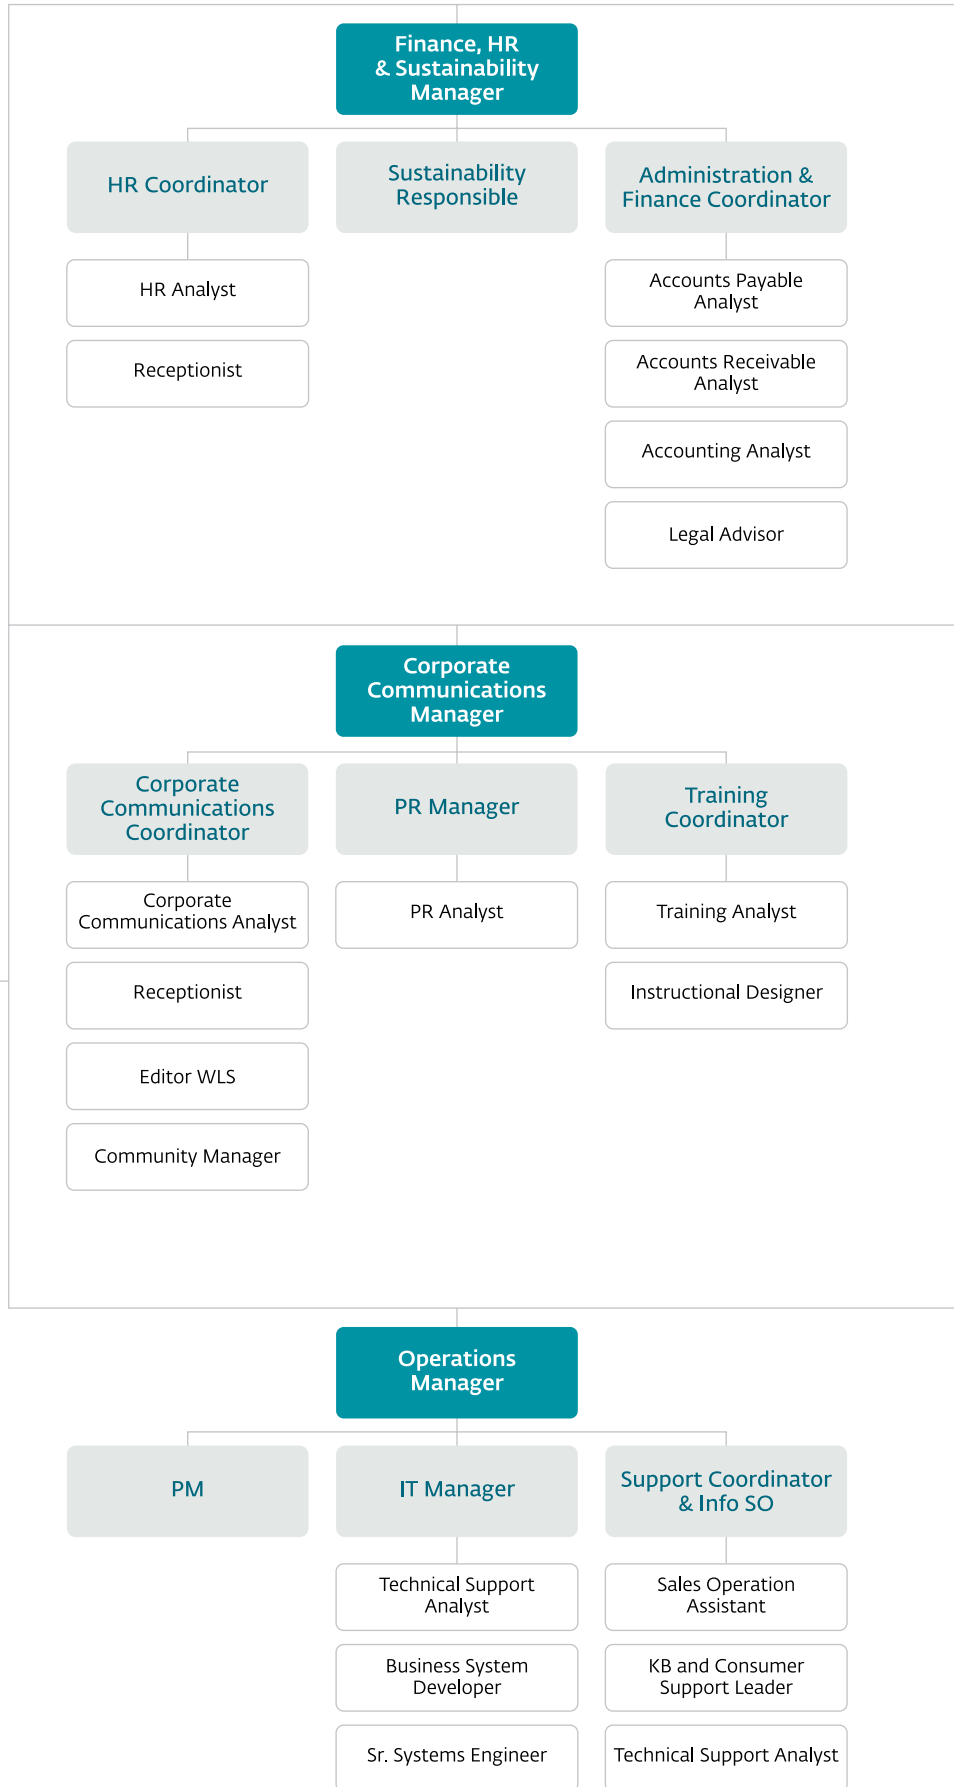 Finance, HR
& Sustainability
Manager
HR Coordinator
Sustainability
Responsible
Administration &
Finance Coordinator
HR Analyst
Receptionist
Accounts Payable
Analyst
Accounts Receivable
Analyst
Accounting Analyst
Legal Advisor
Corporate
Communications
Manager
Corporate
Communications
Coordinator
PR Manager
Training
Coordinator
Corporate
Communications Analyst
Receptionist
Editor WLS
Community Manager
PR Analyst
Training Analyst
Instructional Designer
Operations
Manager
PM
IT Manager
Support Coordinator
& Info SO
Technical Support
Analyst
Business System
Developer
Sr. Systems Engineer
Sales Operation
Assistant
KB and Consumer
Support Leader
Technical Support Analyst